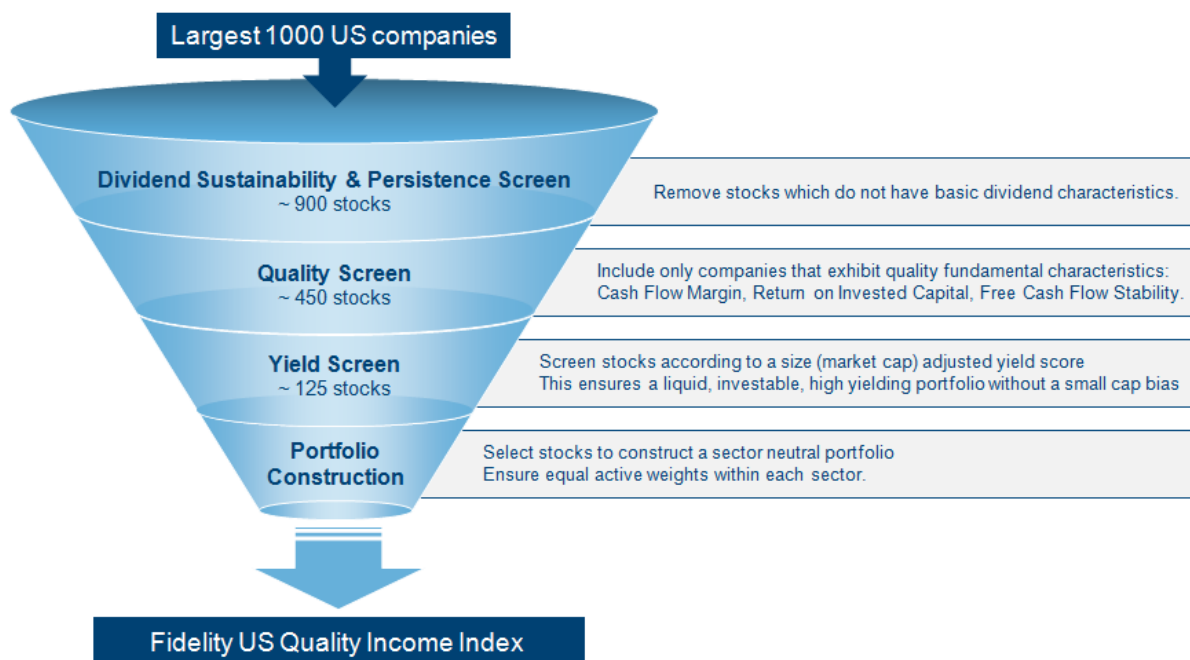 Largest 1000 US companies
Dividend Sustainability & Persistence Screen
~ 900 stocks
Remove stocks which do not have basic dividend characteristics.
Quality Screen
~ 450 stocks
Include only companies that exhibit quality fundamental characteristics:
Cash Flow Margin, Return on Invested Capital, Free Cash Flow Stability.
Yield Screen
~ 125 stocks
Screen stocks according to a size (market cap) adjusted yield score
This ensures a liquid, investable, high yielding portfolio without a small cap bias
Portfolio
Construction
Select stocks to construct a sector neutral portfolio
Ensure equal active weights within each sector.
Fidelity US Quality Income Index